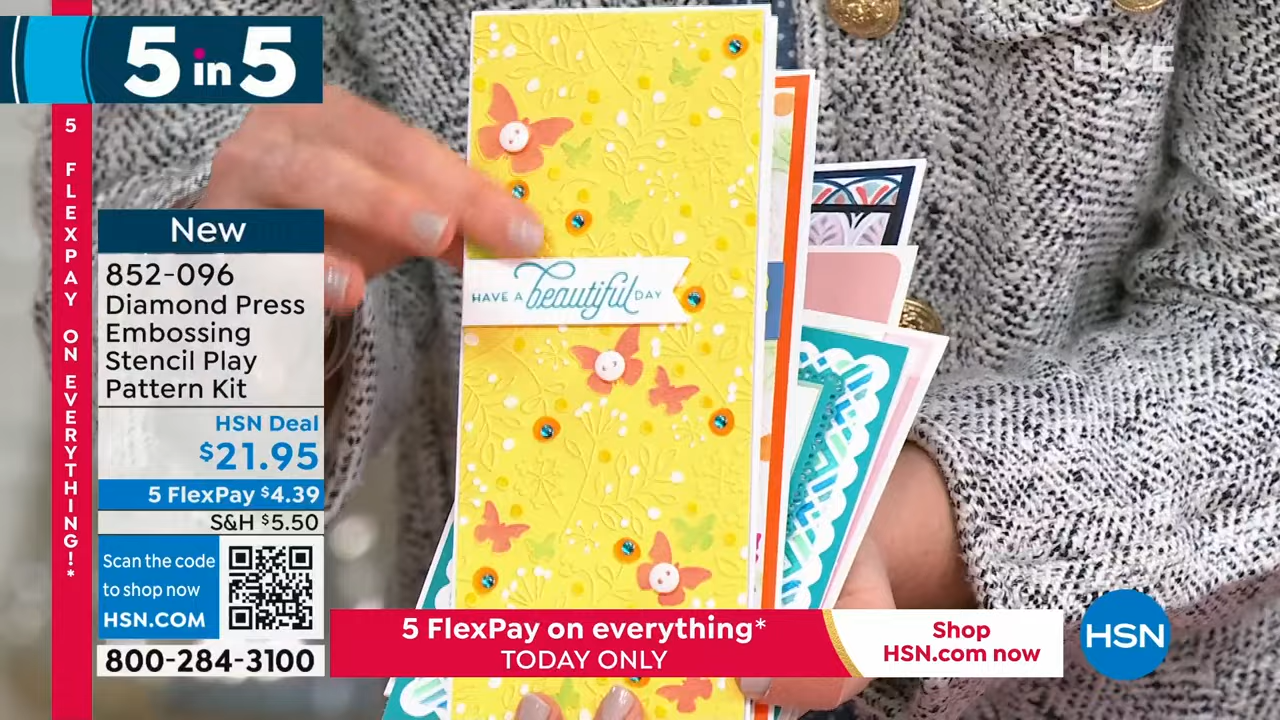 5 in 5
LIVE
5 FLEXPAY ON EVERYTHING!*
New
852-096
Diamond Press
Embossing
Stencil Play
Pattern Kit
HSN Deal
$21.95
5 FlexPay $4.39
S&H $5.50
Scan the code
to shop now
HSN.COM
800-284-3100
HAVE A beautiful DAY
5 FlexPay on everything*
TODAY ONLY
Shop
HSN.com now
HSN